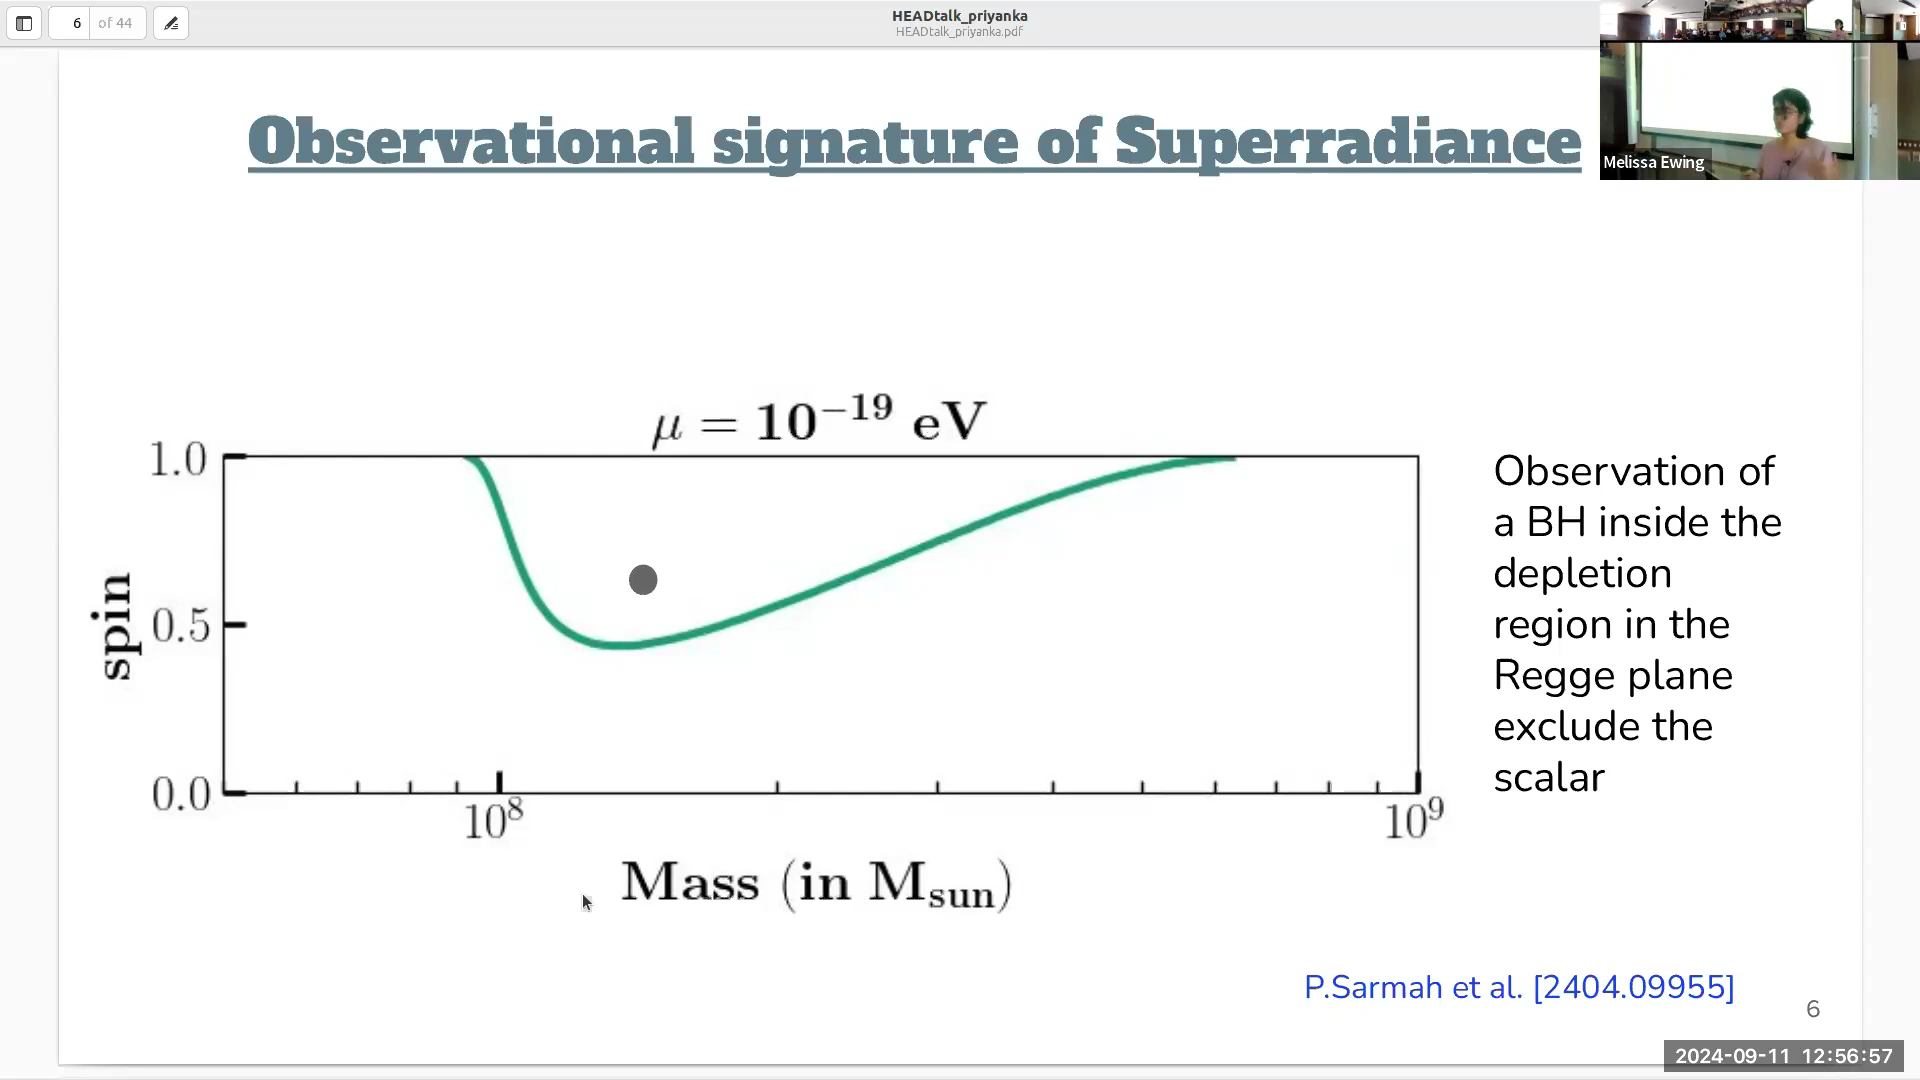 6 of 44
HEADtalk_priyanka
HEADtalk_priyanka.pdf
Melissa Ewing
Observational signature of Superradiance
μ = 10⁻¹⁹ eV
1.0
0.5
0.0
spin
10⁸
10⁹
Mass (in M_sun)
Observation of
a BH inside the
depletion
region in the
Regge plane
exclude the
scalar
P.Sarmah et al. [2404.09955]
6
2024-09-11 12:56:57